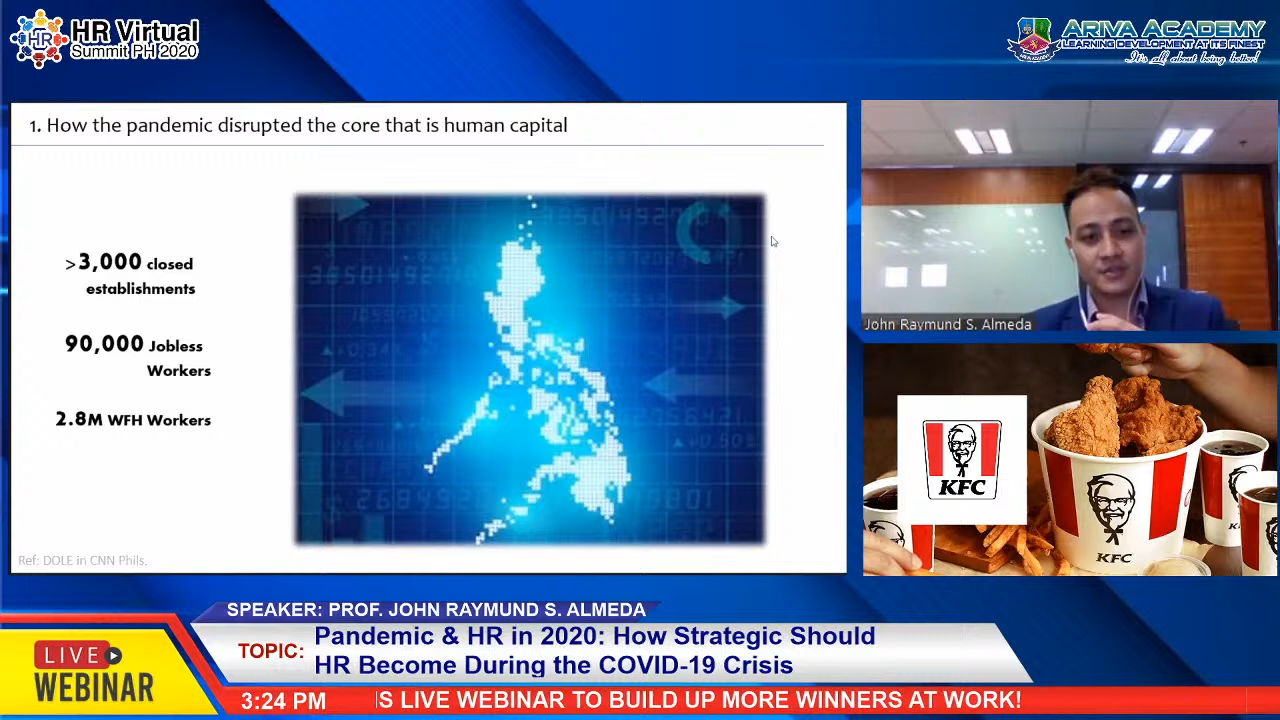 HR Virtual
Summit PH 2020
HR
ARIVA ACADEMY
LEARNING DEVELOPMENT AT ITS FINEST
It's all about being better!
1. How the pandemic disrupted the core that is human capital
>3,000 closed
establishments
90,000 Jobless
Workers
2.8M WFH Workers
Ref: DOLE in CNN Phils.
John Raymund S. Almeda
KFC
KFC
SPEAKER: PROF. JOHN RAYMUND S. ALMEDA
TOPIC:
Pandemic & HR in 2020: How Strategic Should
HR Become During the COVID-19 Crisis
LIVE
WEBINAR
3:24 PM
IS LIVE WEBINAR TO BUILD UP MORE WINNERS AT WORK!